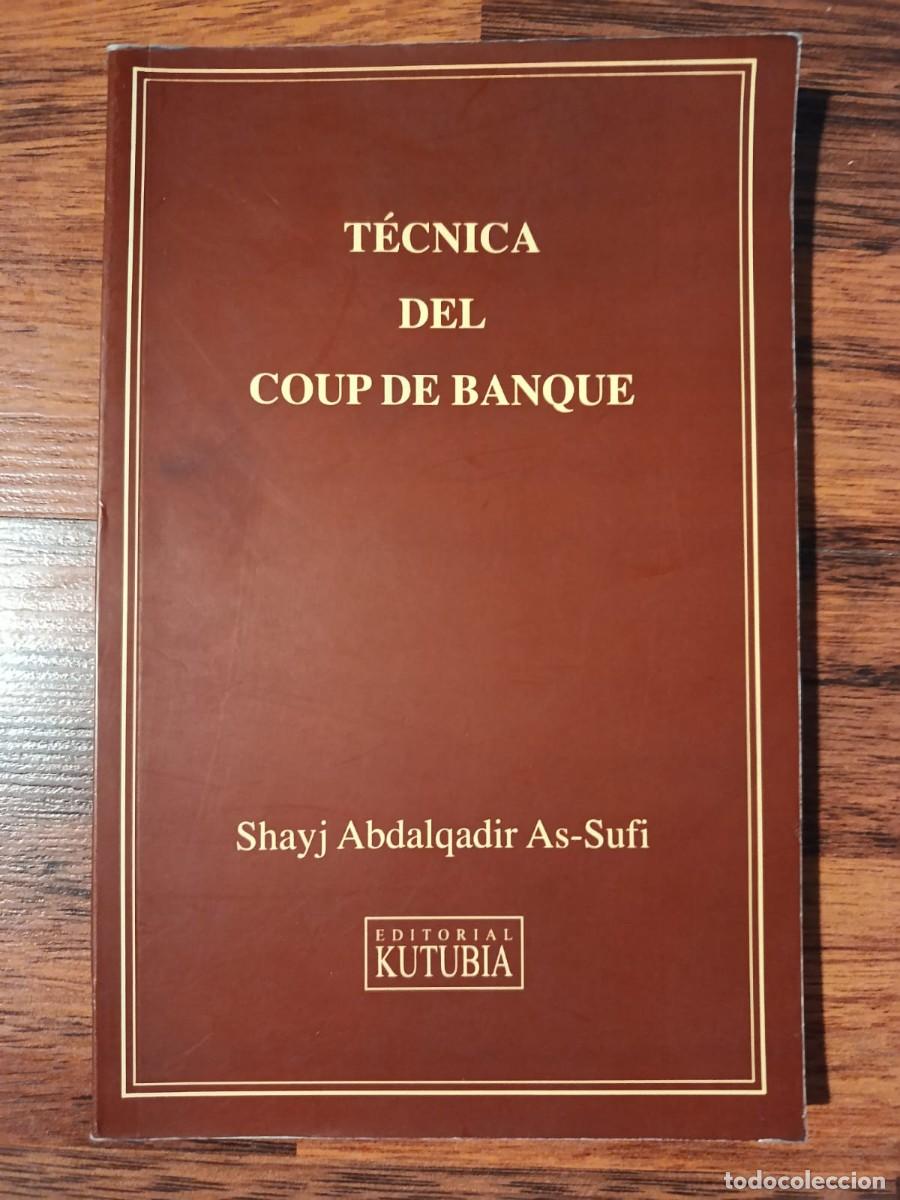 TÉCNICA
DEL
COUP DE BANQUE
Shayj Abdalqadir As-Sufi
EDITORIAL
KUTUBIA
todocoleccion